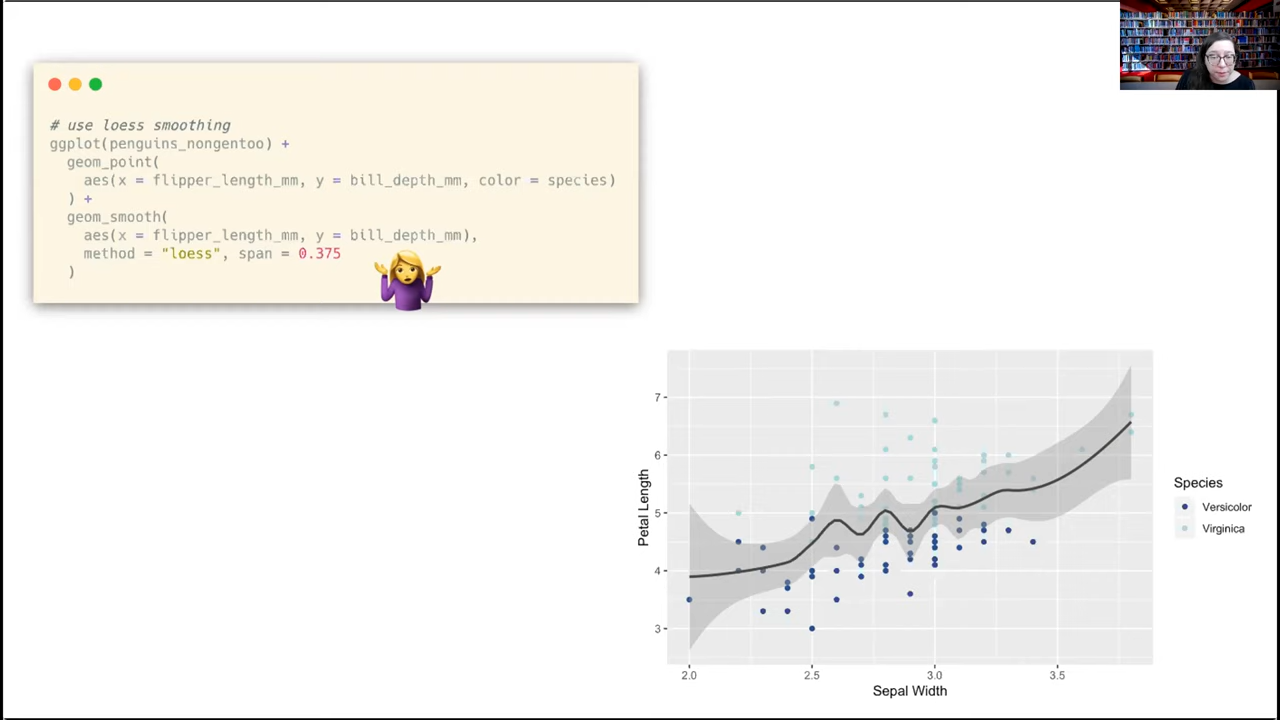 # use loess smoothing
ggplot(penguins_nongentoo) +
geom_point(
aes(x = flipper_length_mm, y = bill_depth_mm, color = species)
) +
geom_smooth(
aes(x = flipper_length_mm, y = bill_depth_mm),
method = "loess", span = 0.375
)
7
6
5
4
3
Petal Length
2.0 2.5 3.0 3.5
Sepal Width
Species
Versicolor
Virginica